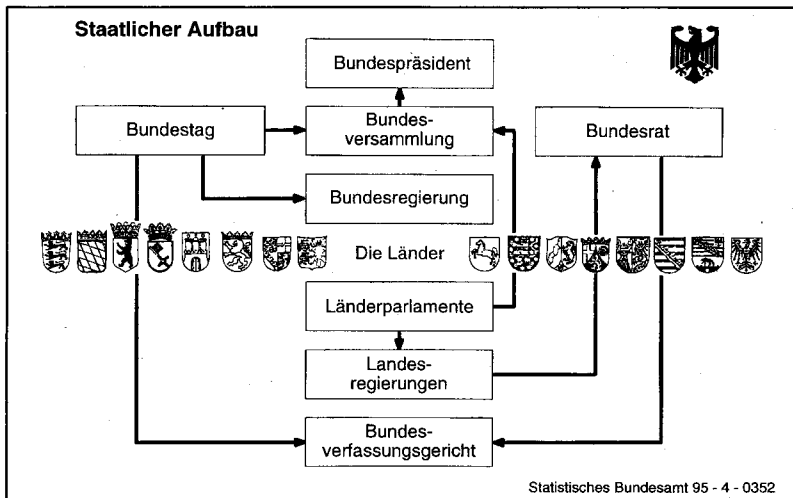 Staatlicher Aufbau
Bundespräsident
Bundestag
Bundes-
versammlung
Bundesrat
Bundesregierung
Die Länder
Länderparlamente
Landes-
regierungen
Bundes-
verfassungsgericht
Statistisches Bundesamt 95 - 4 - 0352